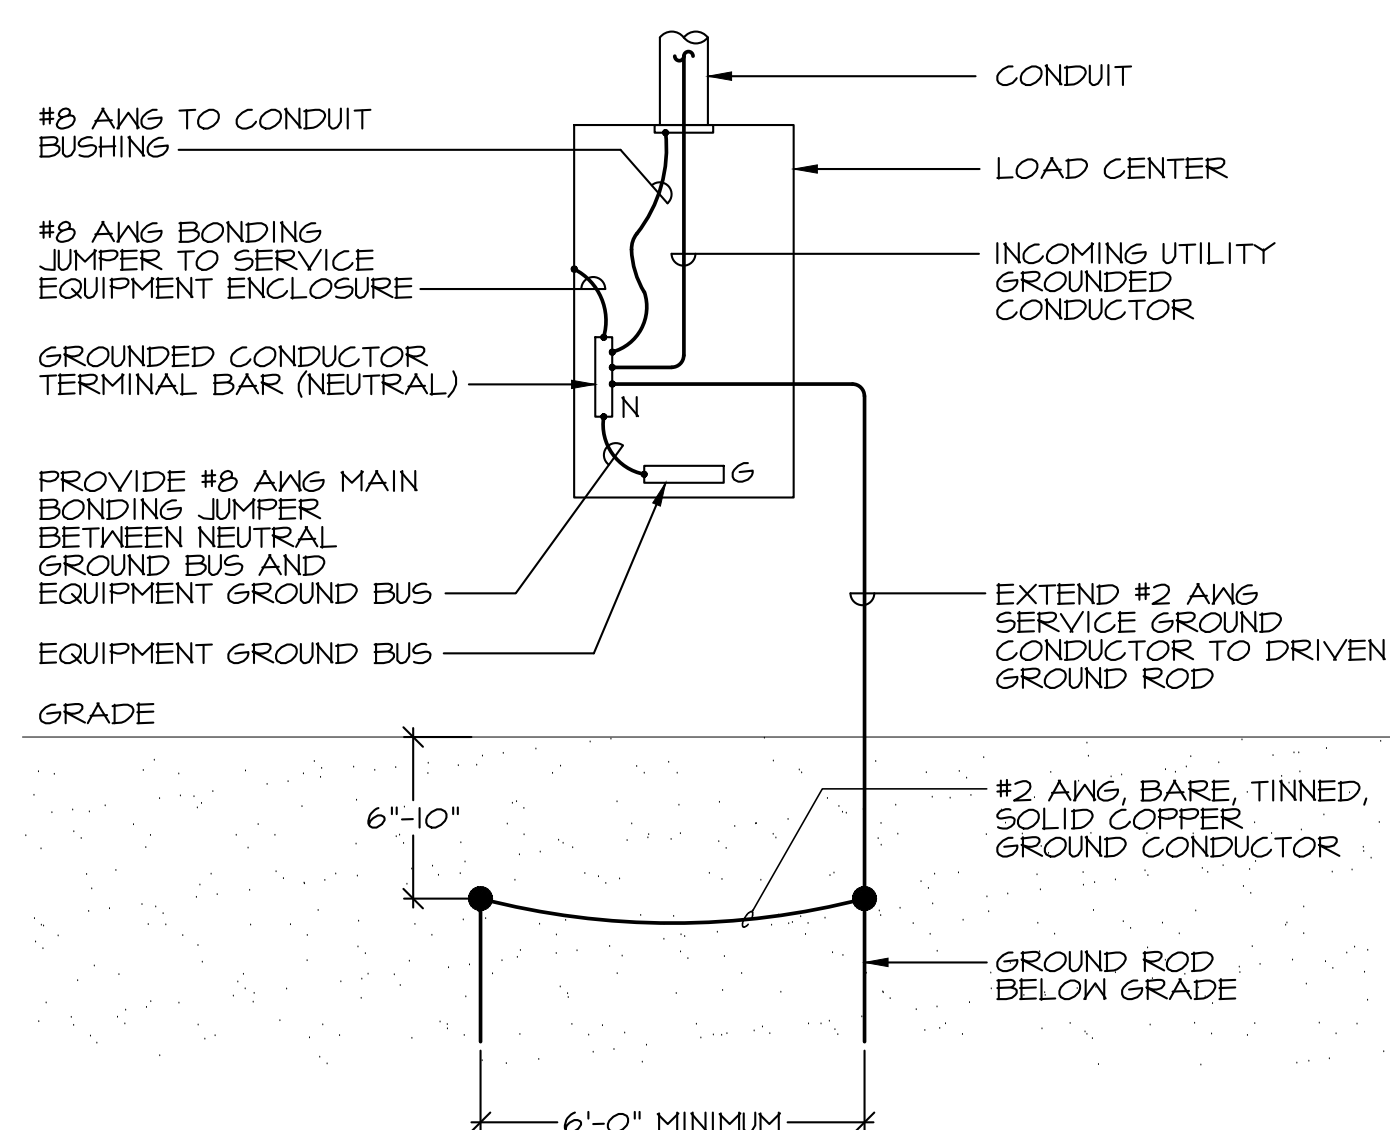 CONDUIT
#8 AWG TO CONDUIT
BUSHING
LOAD CENTER
#8 AWG BONDING
JUMPER TO SERVICE
EQUIPMENT ENCLOSURE
INCOMING UTILITY
GROUNDED
CONDUCTOR
GROUNDED CONDUCTOR
TERMINAL BAR (NEUTRAL)
N
G
PROVIDE #8 AWG MAIN
BONDING JUMPER
BETWEEN NEUTRAL
GROUND BUS AND
EQUIPMENT GROUND BUS
EQUIPMENT GROUND BUS
EXTEND #2 AWG
SERVICE GROUND
CONDUCTOR TO DRIVEN
GROUND ROD
GRADE
6"-10"
#2 AWG, BARE, TINNED,
SOLID COPPER
GROUND CONDUCTOR
GROUND ROD
BELOW GRADE
6'-0" MINIMUM